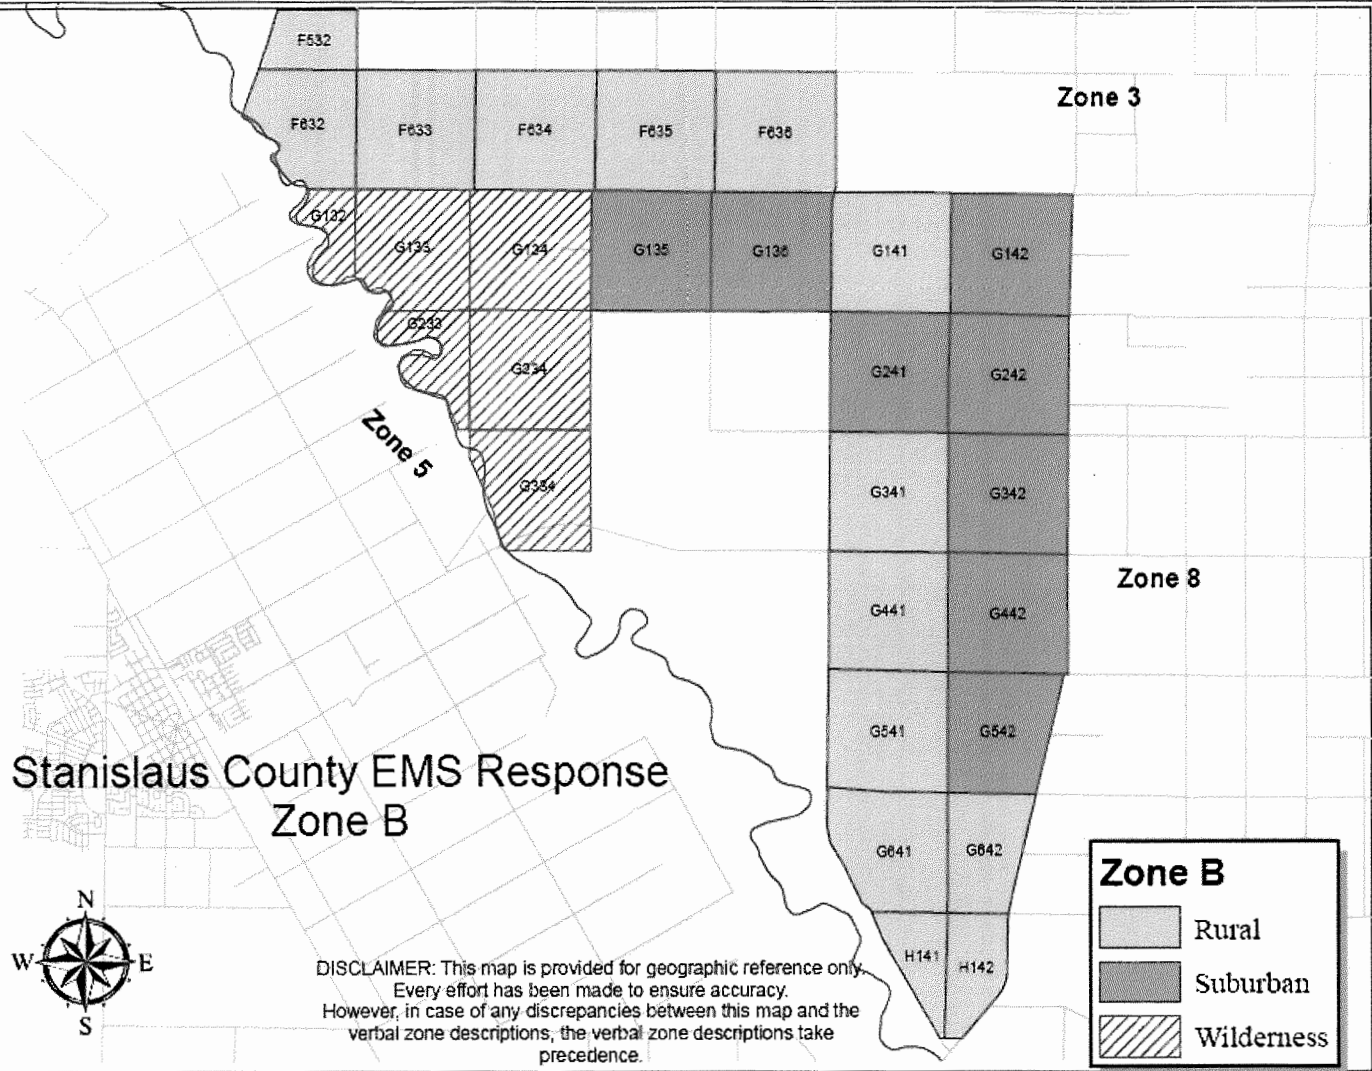 F532
Zone 3
F632
F633
F634
F635
F636
G132
G133
G134
G135
G136
G141
G142
G233
G234
G241
G242
Zone 5
G334
G341
G342
Zone 8
G441
G442
G541
G542
Stanislaus County EMS Response
Zone B
G641
G642
Zone B
Rural
Suburban
Wilderness
N
W
E
S
H141
H142
DISCLAIMER: This map is provided for geographic reference only.
Every effort has been made to ensure accuracy.
However, in case of any discrepancies between this map and the
verbal zone descriptions, the verbal zone descriptions take
precedence.